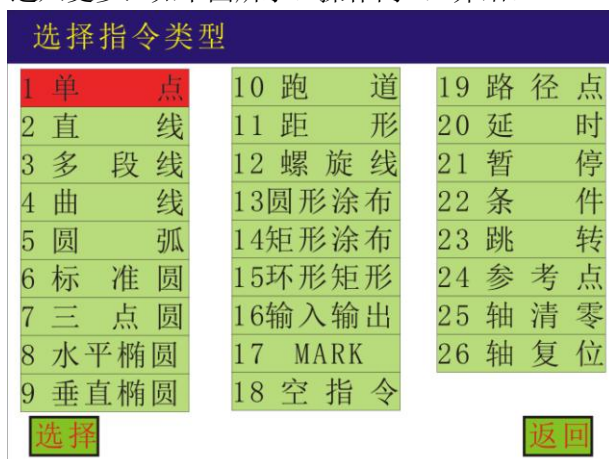 选择指令类型
1 单 点
2 直 线
3 多 段 线
4 曲 线
5 圆 弧
6 标 准 圆
7 三 点 圆
8 水平椭圆
9 垂直椭圆
10 跑 道
11 距 形
12 螺 旋 线
13圆形涂布
14矩形涂布
15环形矩形
16输入输出
17 MARK
18 空 指 令
19 路 径 点
20 延 时
21 暂 停
22 条 件
23 跳 转
24 参 考 点
25 轴 清 零
26 轴 复 位
选择
返回